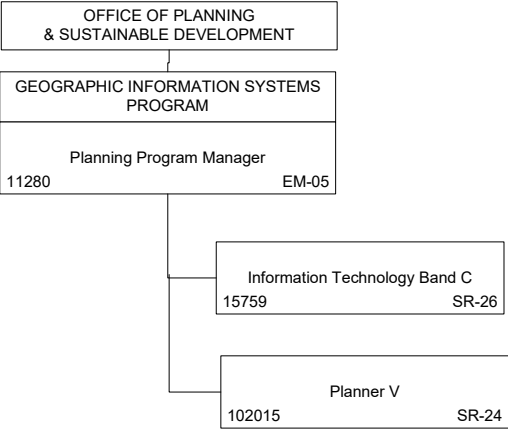 OFFICE OF PLANNING
& SUSTAINABLE DEVELOPMENT
GEOGRAPHIC INFORMATION SYSTEMS
PROGRAM
Planning Program Manager
11280 EM-05
Information Technology Band C
15759 SR-26
Planner V
102015 SR-24